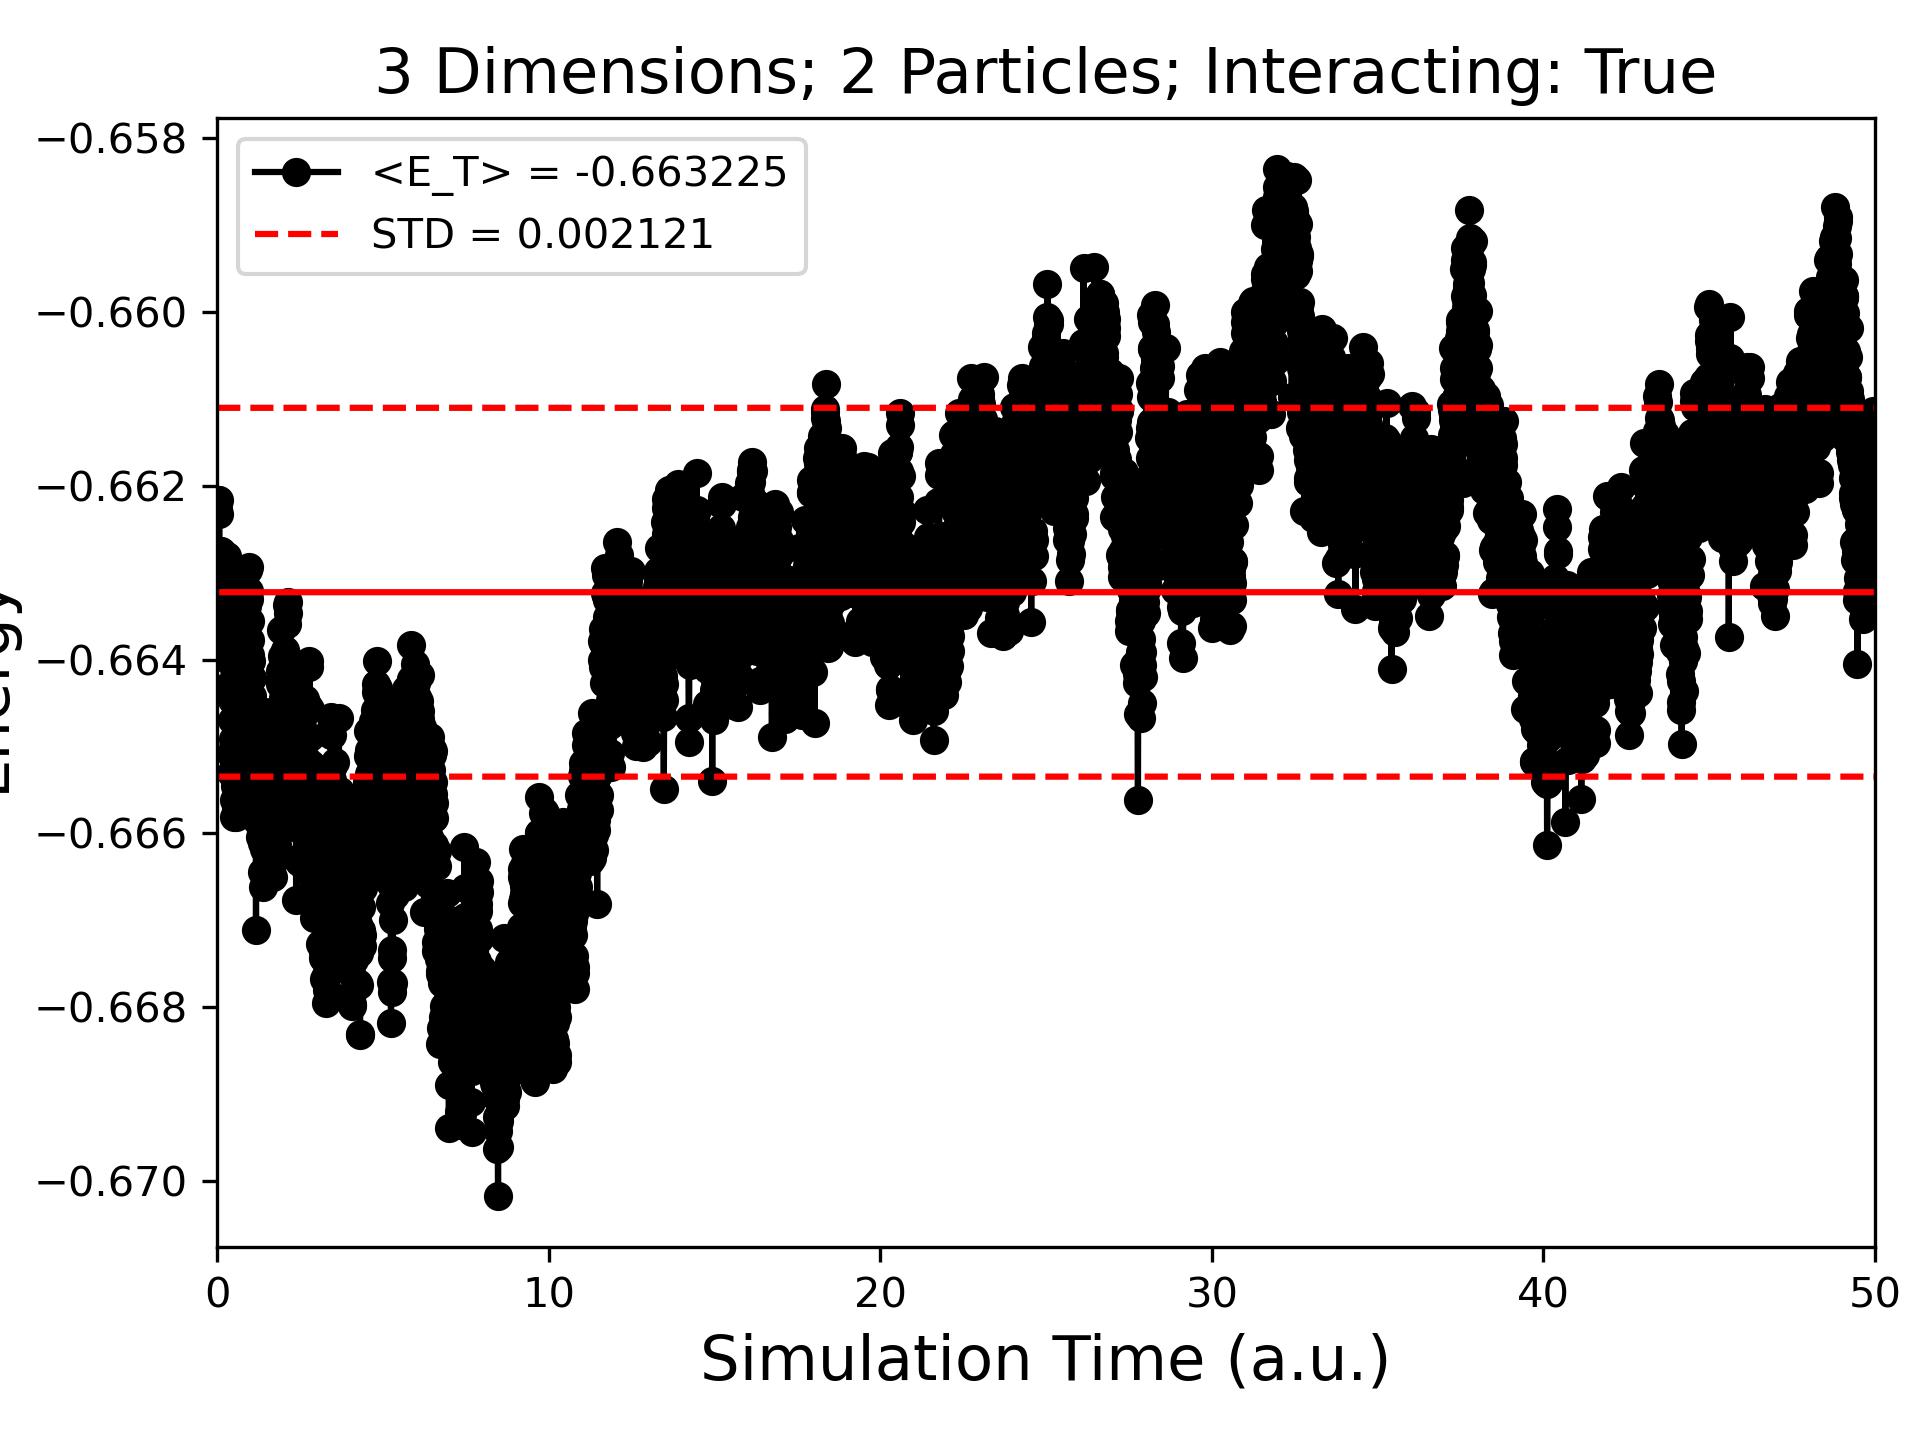 3 Dimensions; 2 Particles; Interacting: True
<E_T> = -0.663225
STD = 0.002121
−0.658
−0.660
−0.662
−0.664
−0.666
−0.668
−0.670
Energy
0 10 20 30 40 50
Simulation Time (a.u.)